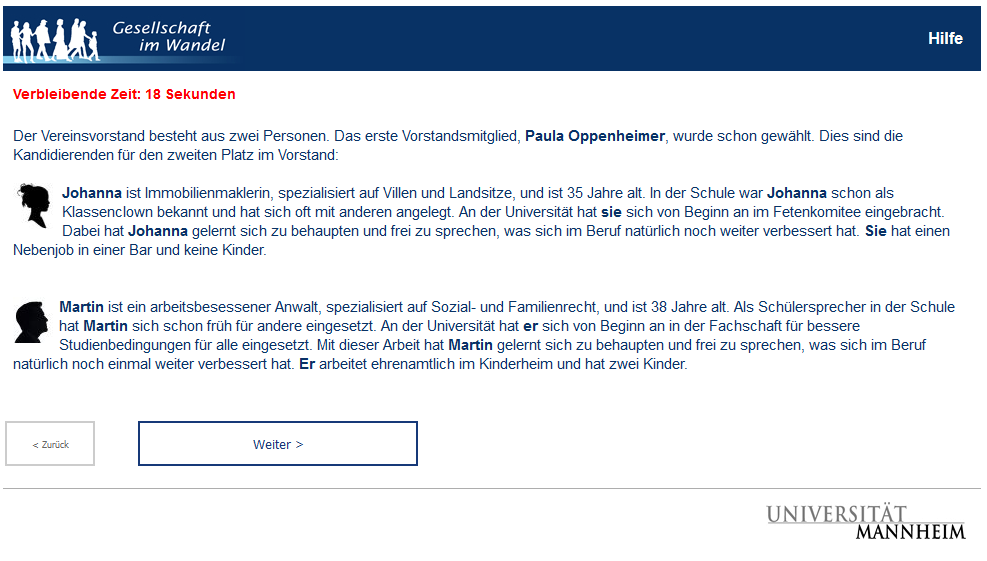 Gesellschaft
im Wandel
Hilfe
Verbleibende Zeit: 18 Sekunden
Der Vereinsvorstand besteht aus zwei Personen. Das erste Vorstandsmitglied, Paula Oppenheimer, wurde schon gewählt. Dies sind die
Kandidierenden für den zweiten Platz im Vorstand:
Johanna ist Immobilienmaklerin, spezialisiert auf Villen und Landsitze, und ist 35 Jahre alt. In der Schule war Johanna schon als
Klassenclown bekannt und hat sich oft mit anderen angelegt. An der Universität hat sie sich von Beginn an im Fetenkomitee eingebracht.
Dabei hat Johanna gelernt sich zu behaupten und frei zu sprechen, was sich im Beruf natürlich noch weiter verbessert hat. Sie hat einen
Nebenjob in einer Bar und keine Kinder.
Martin ist ein arbeitsbesessener Anwalt, spezialisiert auf Sozial- und Familienrecht, und ist 38 Jahre alt. Als Schülersprecher in der Schule
hat Martin sich schon früh für andere eingesetzt. An der Universität hat er sich von Beginn an in der Fachschaft für bessere
Studienbedingungen für alle eingesetzt. Mit dieser Arbeit hat Martin gelernt sich zu behaupten und frei zu sprechen, was sich im Beruf
natürlich noch einmal weiter verbessert hat. Er arbeitet ehrenamtlich im Kinderheim und hat zwei Kinder.
< Zurück
Weiter >
UNIVERSITÄT
MANNHEIM